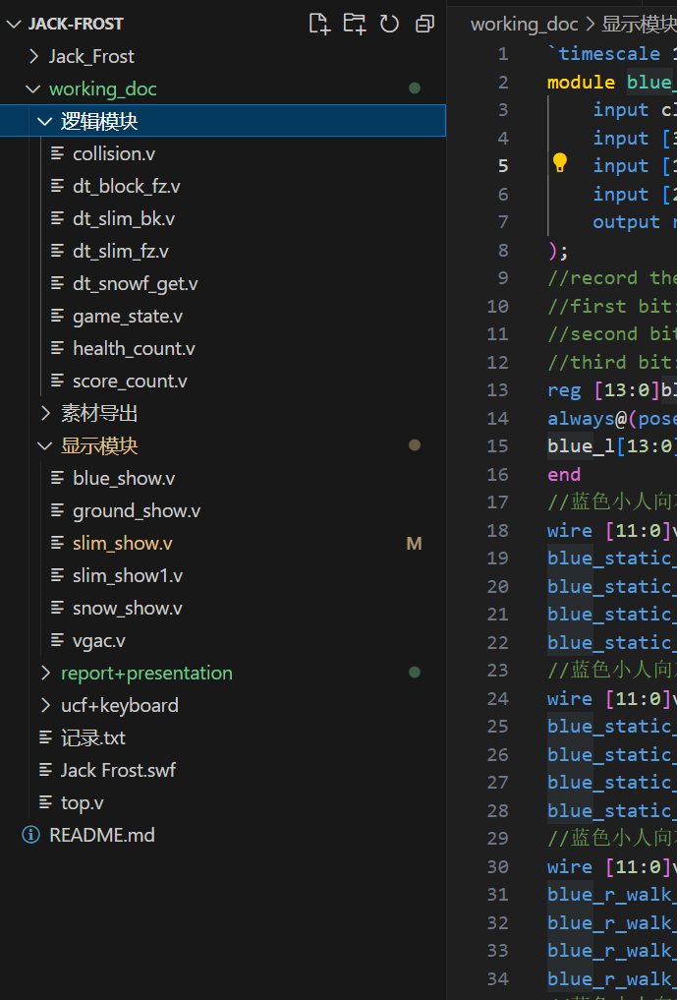 JACK-FROST
Jack_Frost
working_doc
逻辑模块
collision.v
dt_block_fz.v
dt_slim_bk.v
dt_slim_fz.v
dt_snowf_get.v
game_state.v
health_count.v
score_count.v
素材导出
显示模块
blue_show.v
ground_show.v
slim_show.v M
slim_show1.v
snow_show.v
vgac.v
report+presentation
ucf+keyboard
记录.txt
Jack Frost.swf
top.v
README.md
working_doc > 显示模块
1 `timescale 1
2 module blue_
3 input cl
4 input [3
5 input [1
6 input [2
7 output r
8 );
9 //record the
10 //first bit:
11 //second bit
12 //third bit:
13 reg [13:0]bl
14 always@(pose
15 blue_l[13:0]
16 end
17 //蓝色小人向
18 wire [11:0]v
19 blue_static_
20 blue_static_
21 blue_static_
22 blue_static_
23 //蓝色小人向
24 wire [11:0]v
25 blue_static_
26 blue_static_
27 blue_static_
28 blue_static_
29 //蓝色小人向
30 wire [11:0]v
31 blue_r_walk_
32 blue_r_walk_
33 blue_r_walk_
34 blue_r_walk_